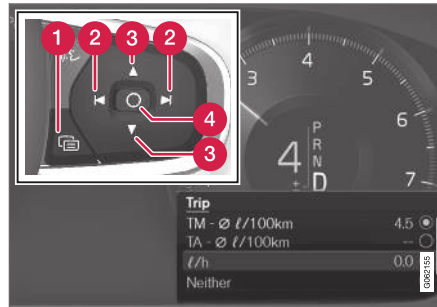 1
2
3
2
4
3
3
4
5
6
7
4
P
R
N
D
±
Trip
TM - Ø ℓ/100km 4.5
TA - Ø ℓ/100km --
ℓ/h 0.0
Neither
G062155